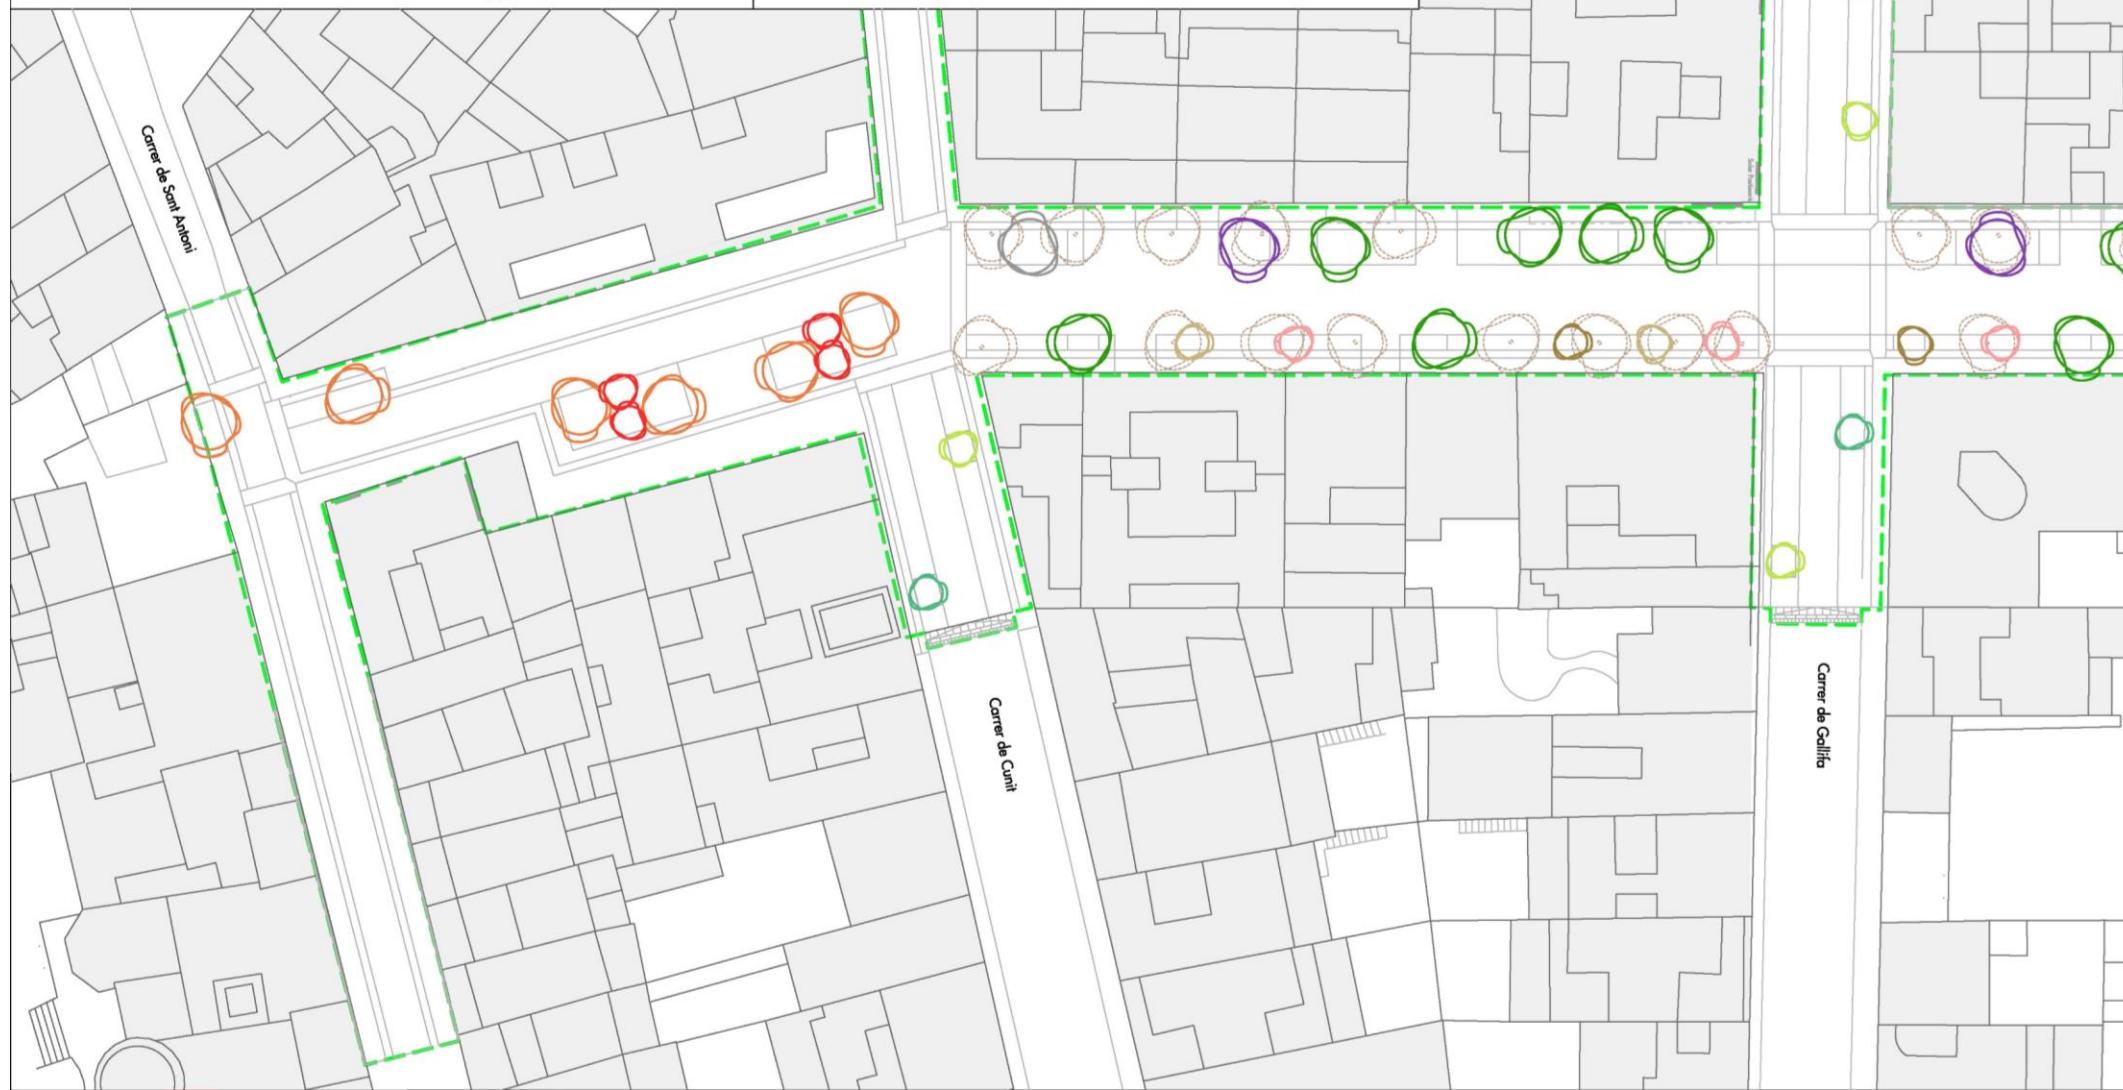 Carrer de Sant Antoni
Carrer de Cunit
Carrer de Gallifa